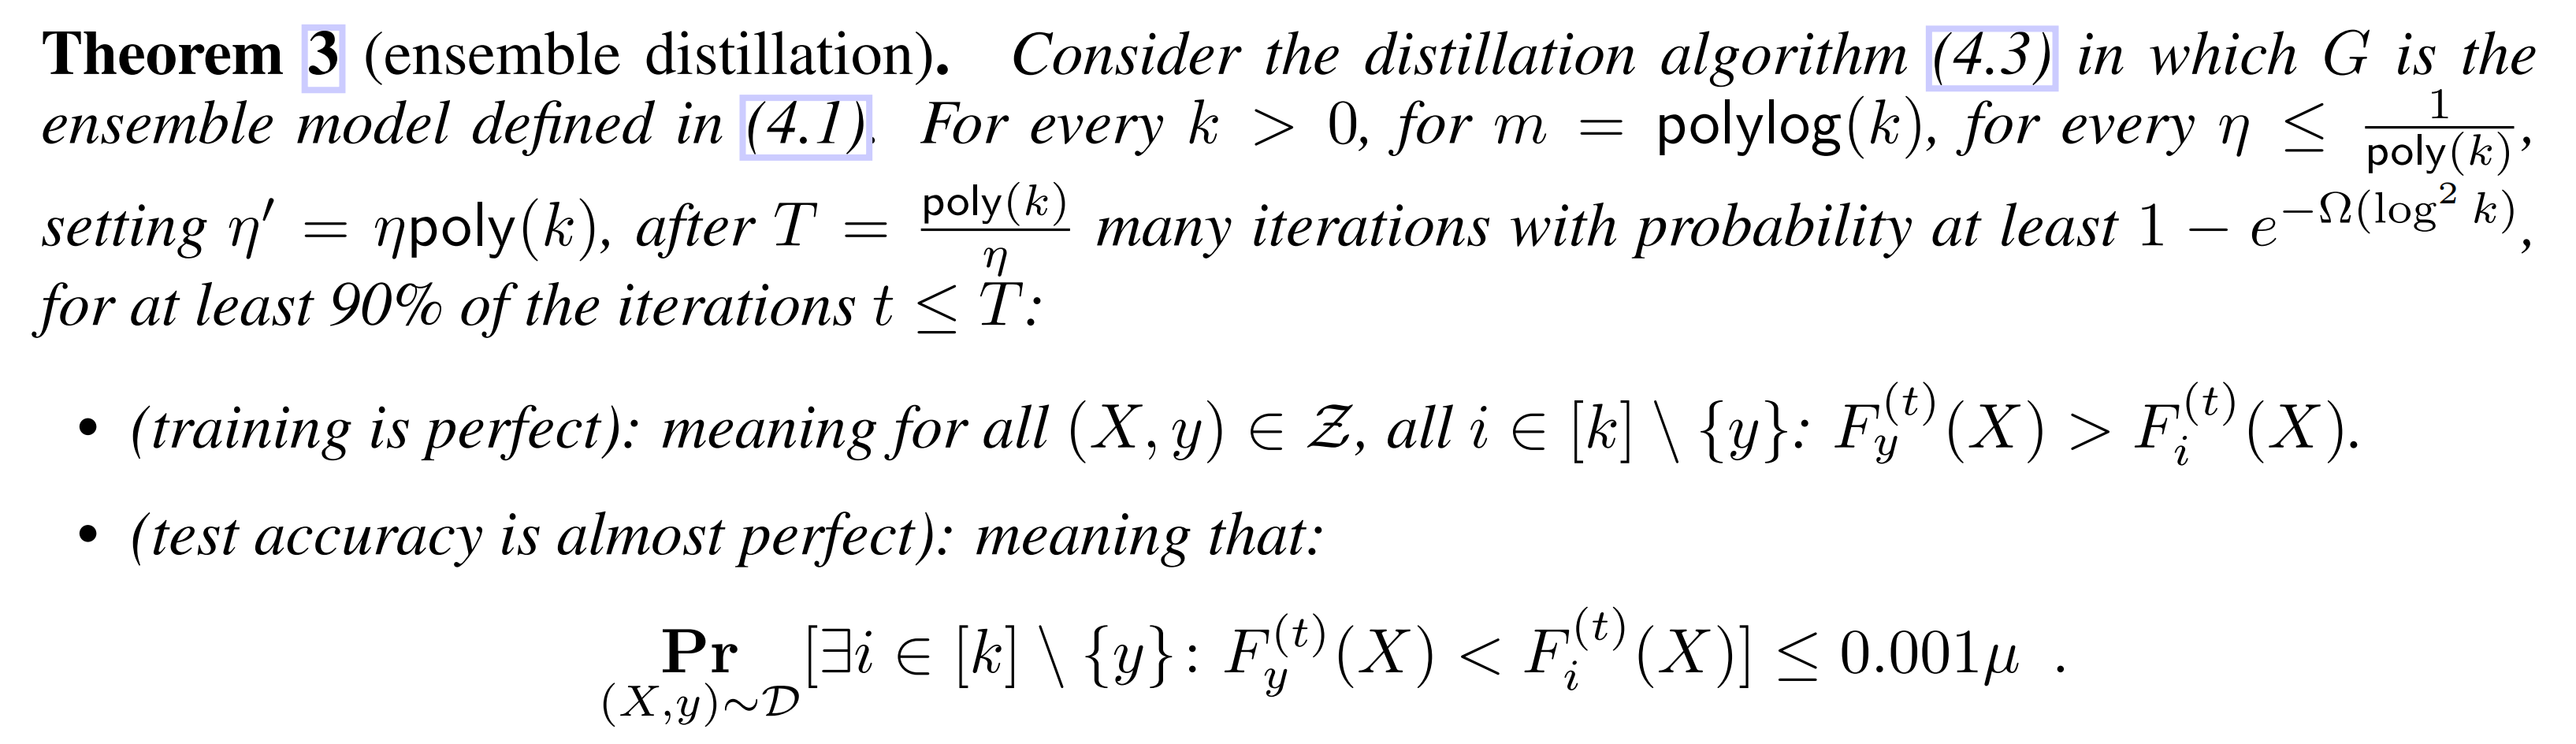 Theorem 3 (ensemble distillation). Consider the distillation algorithm (4.3) in which G is the
ensemble model defined in (4.1). For every k > 0, for m = polylog(k), for every η ≤ 1/poly(k),
setting η′ = ηpoly(k), after T = poly(k)/η many iterations with probability at least 1 − e^{−Ω(log² k)},
for at least 90% of the iterations t ≤ T:
• (training is perfect): meaning for all (X, y) ∈ Z, all i ∈ [k] \ {y}: F_y^{(t)}(X) > F_i^{(t)}(X).
• (test accuracy is almost perfect): meaning that:
Pr_{(X,y)∼D} [∃i ∈ [k] \ {y}: F_y^{(t)}(X) < F_i^{(t)}(X)] ≤ 0.001μ .